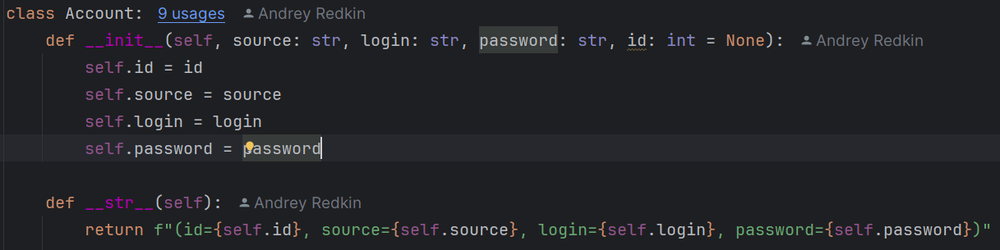 class Account: 9 usages Andrey Redkin
    def __init__(self, source: str, login: str, password: str, id: int = None): Andrey Redkin
        self.id = id
        self.source = source
        self.login = login
        self.password = password
    def __str__(self): Andrey Redkin
        return f"(id={self.id}, source={self.source}, login={self.login}, password={self.password})"